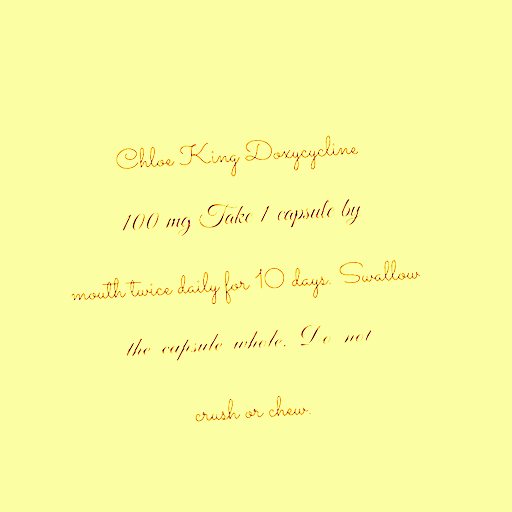 Chloe King Doxycycline
100 mg Take 1 capsule by
mouth twice daily for 10 days. Swallow
the capsule whole. Do not
crush or chew.